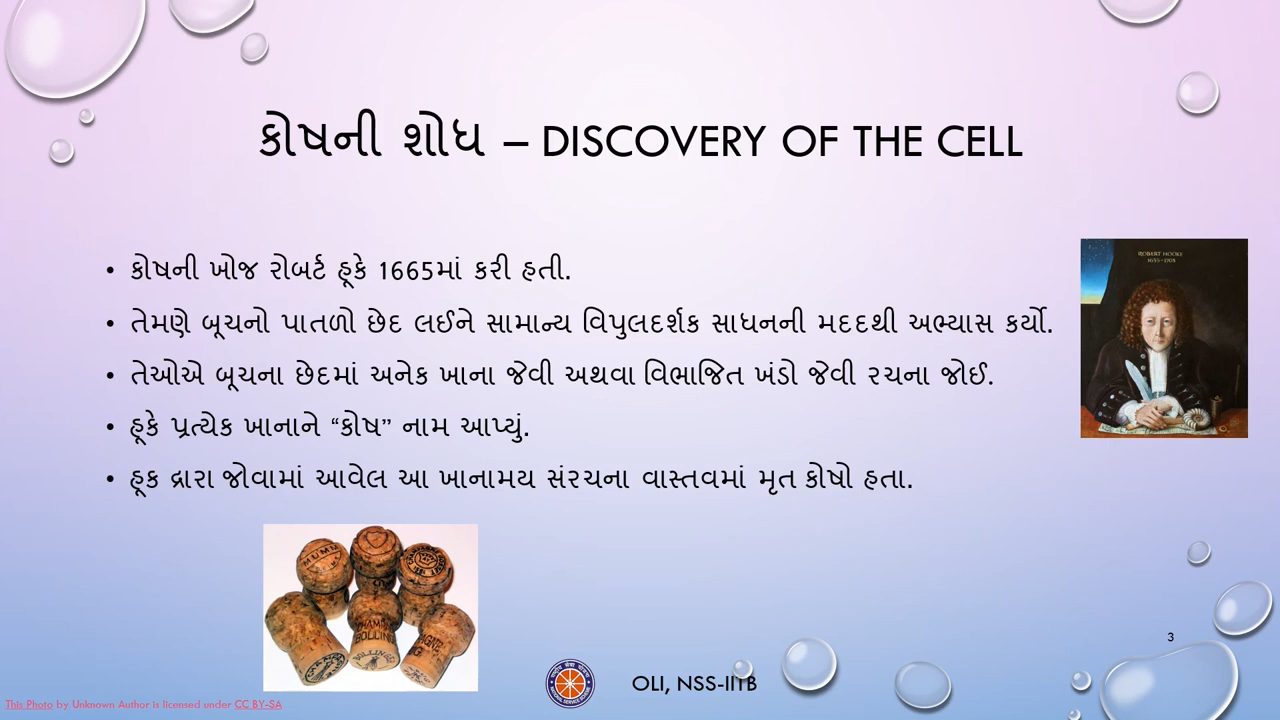 કોષની શોધ – DISCOVERY OF THE CELL
• કોષની ખોજ રોબર્ટ હૂકે 1665માં કરી હતી.
• તેમણે બૂચનો પાતળો છેદ લઈને સામાન્ય વિપુલદર્શક સાધનની મદદથી અભ્યાસ કર્યો.
• તેઓએ બૂચના છેદમાં અનેક ખાના જેવી અથવા વિભાજિત ખંડો જેવી રચના જોઈ.
• હૂકે પ્રત્યેક ખાનાને “કોષ” નામ આપ્યું.
• હૂક દ્રારા જોવામાં આવેલ આ ખાનામય સંરચના વાસ્તવમાં મૃત કોષો હતા.
ROBERT HOOKE
MUMM
BOLLINGER
3
OLI, NSS-IITB
This Photo by Unknown Author is licensed under CC BY-SA